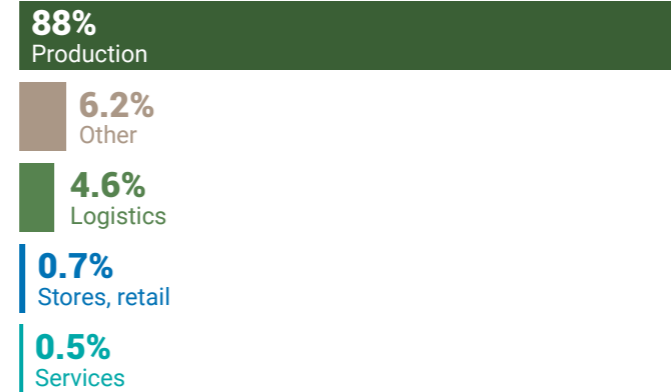 88%
Production
6.2%
Other
4.6%
Logistics
0.7%
Stores, retail
0.5%
Services